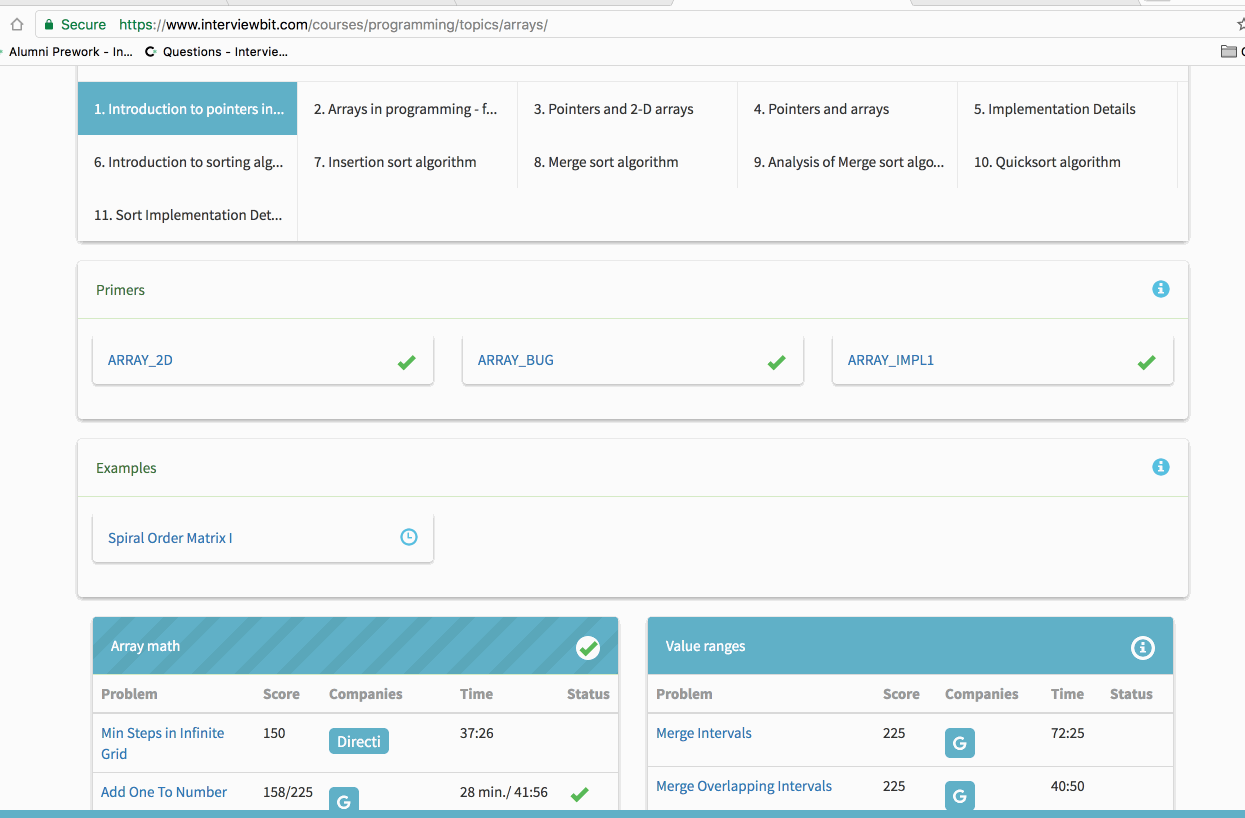 Secure https://www.interviewbit.com/courses/programming/topics/arrays/
Alumni Prework - In... Questions - Intervie...
1. Introduction to pointers in... 2. Arrays in programming - f... 3. Pointers and 2-D arrays 4. Pointers and arrays 5. Implementation Details
6. Introduction to sorting alg... 7. Insertion sort algorithm 8. Merge sort algorithm 9. Analysis of Merge sort algo... 10. Quicksort algorithm
11. Sort Implementation Det...
Primers
ARRAY_2D ARRAY_BUG ARRAY_IMPL1
Examples
Spiral Order Matrix I
Array math
Problem Score Companies Time Status
Min Steps in Infinite 150 Directi 37:26
Grid
Add One To Number 158/225 G 28 min./ 41:56
Value ranges
Problem Score Companies Time Status
Merge Intervals 225 G 72:25
Merge Overlapping Intervals 225 G 40:50